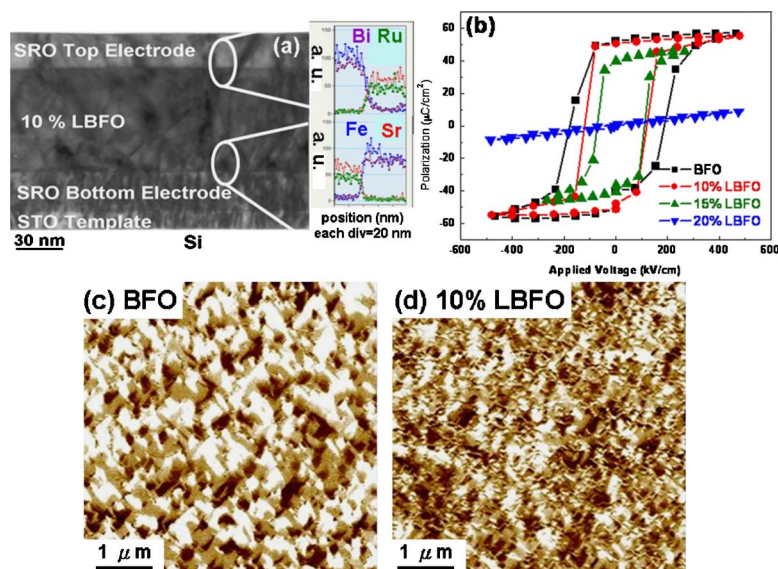 (a)
SRO Top Electrode
10 % LBFO
SRO Bottom Electrode
STO Template
30 nm
Si
Bi Ru
a. u.
Fe Sr
a. u.
position (nm)
each div=20 nm
(b)
Polarization (μC/cm²)
60
40
20
0
-20
-40
-60
BFO
10% LBFO
15% LBFO
20% LBFO
-600 -400 -200 0 200 400 600
Applied Voltage (kV/cm)
(c) BFO
1 μm
(d) 10% LBFO
1 μm